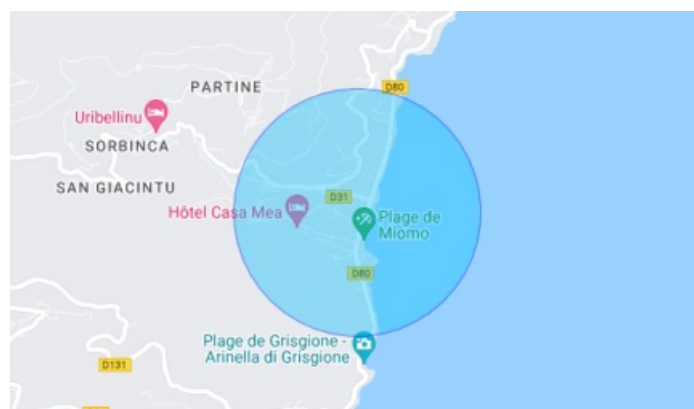 D80
PARTINE
Uribellinu
SORBINCA
SAN GIACINTU
D31
Hôtel Casa Mea
Plage de
Miomo
D80
Plage de Grisgione -
Arinella di Grisgione
D131